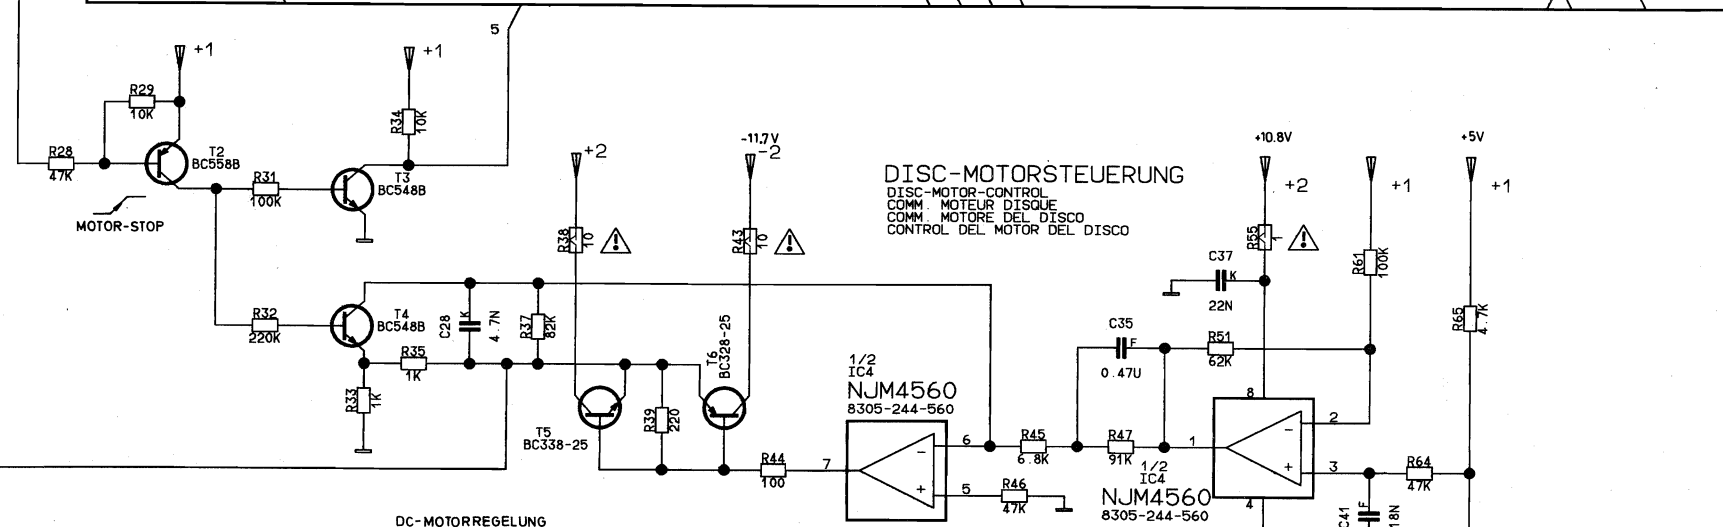 5
+1
+1
R29
10K
R34
10K
R28
47K
T2
BC558B
R31
100K
T3
BC548B
MOTOR-STOP
+2
-11.7V
-2
DISC-MOTORSTEUERUNG
DISC-MOTOR-CONTROL
COMM. MOTEUR DISQUE
COMM. MOTORE DEL DISCO
CONTROL DEL MOTOR DEL DISCO
+10.8V
+2
+1
+5V
+1
R38
10
!
R43
10
!
R55
1
!
R61
100K
C37
K
22N
R32
220K
T4
BC548B
C28
K
4.7N
R37
82K
R35
1K
R33
1K
T6
BC328-25
R39
220
T5
BC338-25
C35
F
0.47U
R51
62K
R65
4.7K
1/2
IC4
NJM4560
8305-244-560
R44
100
7
6
-
5
+
R45
6.8K
R47
91K
R46
47K
1
8
2
-
3
+
4
1/2
IC4
NJM4560
8305-244-560
R64
47K
C41
F
18N
DC-MOTORREGELUNG